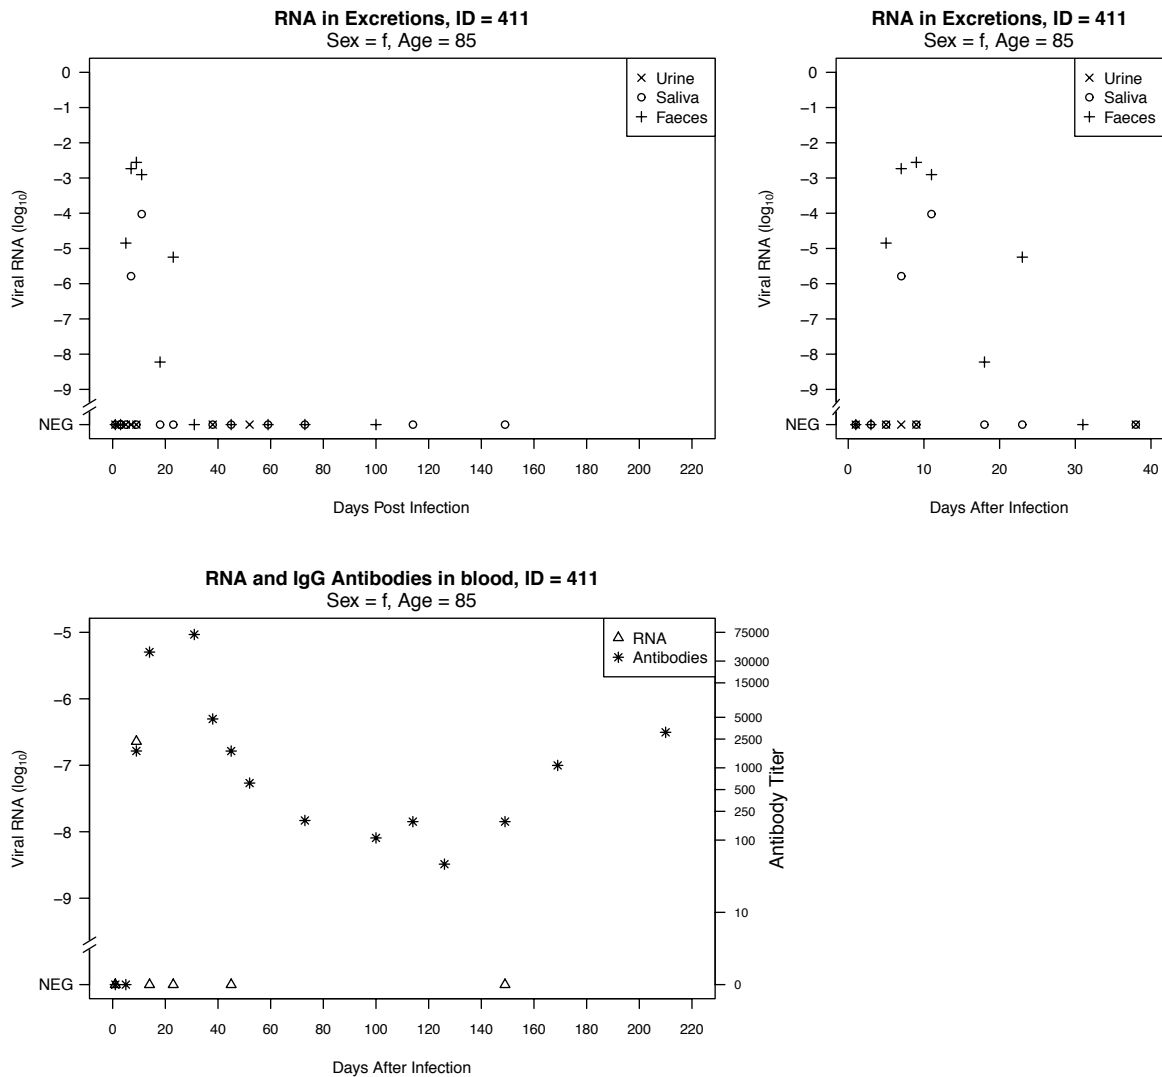 RNA in Excretions, ID = 411
Sex = f, Age = 85
Viral RNA (log10)
0
−1
−2
−3
−4
−5
−6
−7
−8
−9
NEG
Urine
Saliva
Faeces
0 20 40 60 80 100 120 140 160 180 200 220
Days Post Infection
RNA in Excretions, ID = 411
Sex = f, Age = 85
Viral RNA (log10)
0
−1
−2
−3
−4
−5
−6
−7
−8
−9
NEG
Urine
Saliva
Faeces
0 10 20 30 40
Days After Infection
RNA and IgG Antibodies in blood, ID = 411
Sex = f, Age = 85
Viral RNA (log10)
−5
−6
−7
−8
−9
NEG
RNA
Antibodies
75000
30000
15000
5000
2500
1000
500
250
100
10
0
Antibody Titer
0 20 40 60 80 100 120 140 160 180 200 220
Days After Infection